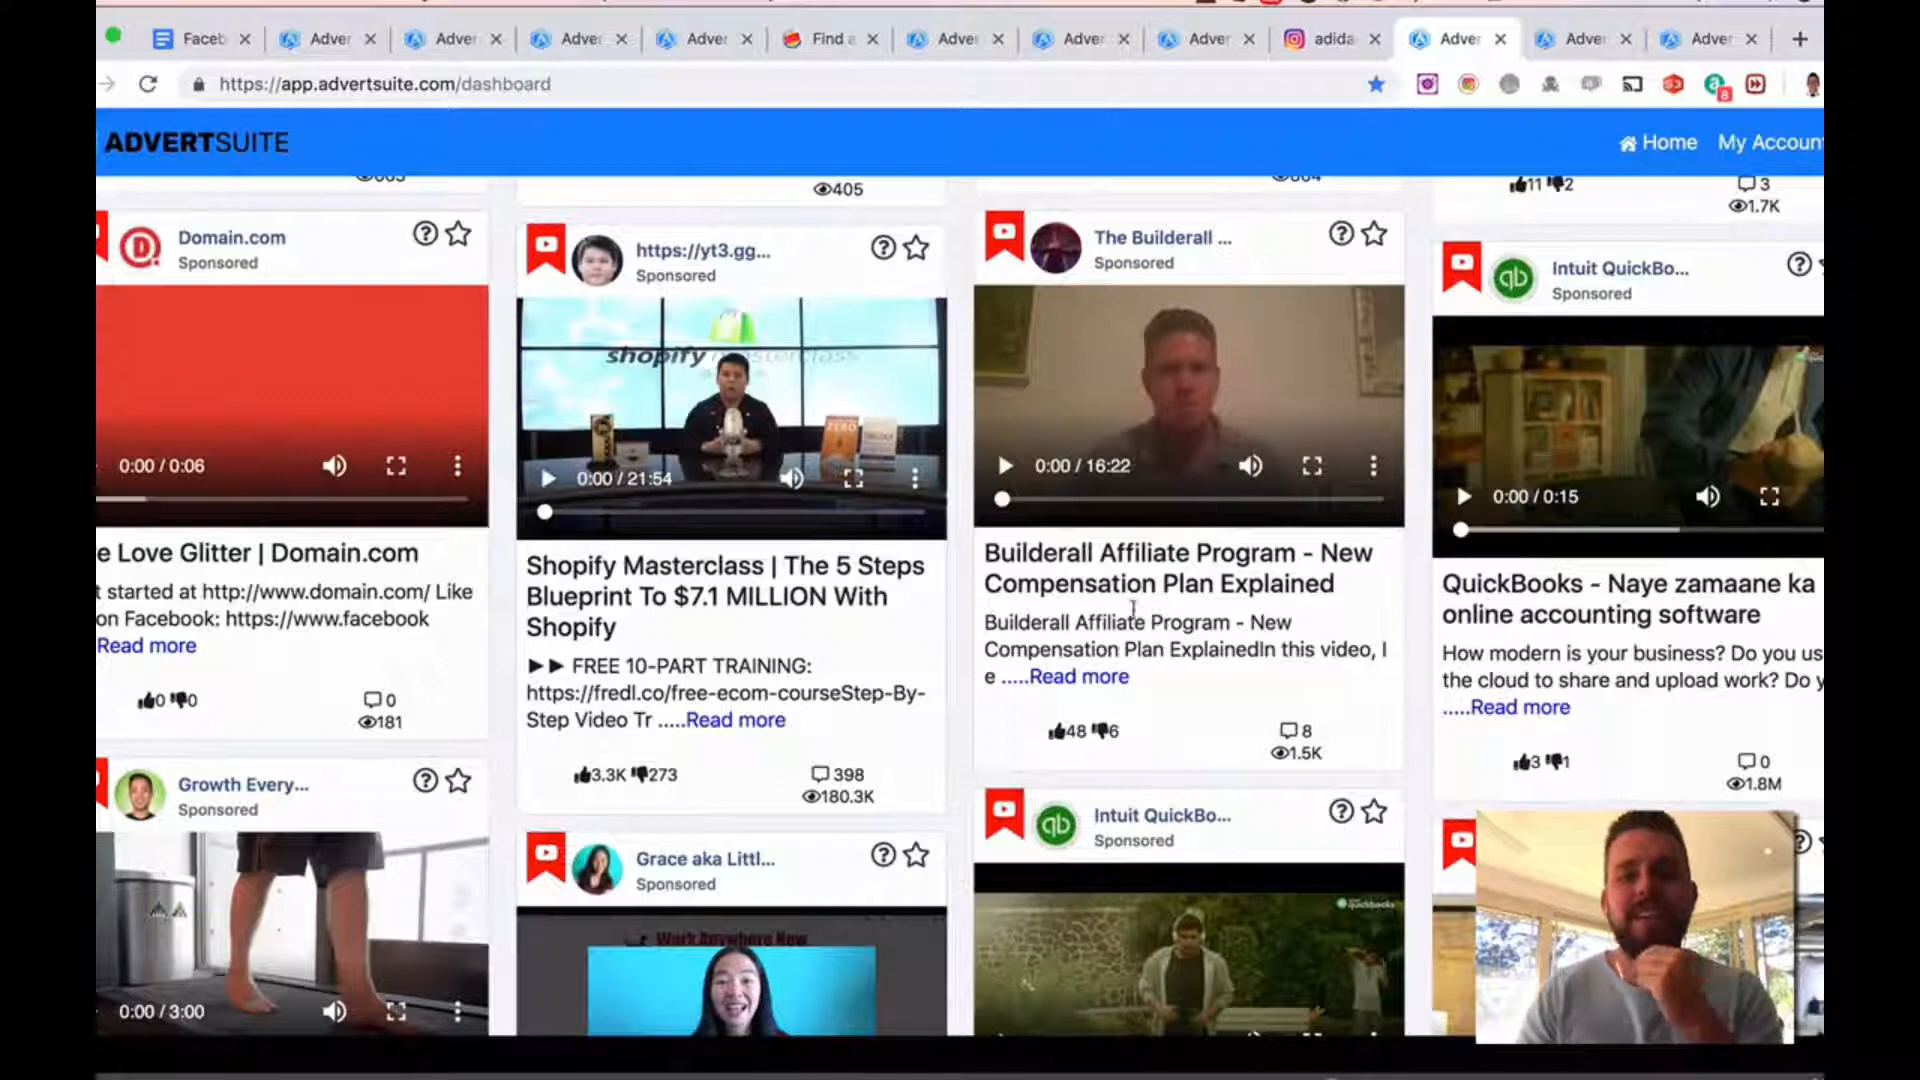 Faceb
Adver
Adver
Adver
Adver
Find a
Adver
Adver
Adver
adida
Adver
Adver
Adver
https://app.advertsuite.com/dashboard
8
ADVERTSUITE
Home
My Accoun
405
11 2
3
1.7K
Domain.com
Sponsored
0:00 / 0:06
e Love Glitter | Domain.com
t started at http://www.domain.com/ Like
on Facebook: https://www.facebook
Read more
0 0
0
181
Growth Every...
Sponsored
0:00 / 3:00
https://yt3.gg...
Sponsored
shopify masterclass
ZERO
0:00 / 21:54
Shopify Masterclass | The 5 Steps
Blueprint To $7.1 MILLION With
Shopify
►► FREE 10-PART TRAINING:
https://fredl.co/free-ecom-courseStep-By-
Step Video Tr .....Read more
3.3K 273
398
180.3K
Grace aka Littl...
Sponsored
Work Anywhere Now
The Builderall ...
Sponsored
0:00 / 16:22
Builderall Affiliate Program - New
Compensation Plan Explained
Builderall Affiliate Program - New
Compensation Plan ExplainedIn this video, I
e .....Read more
48 6
8
1.5K
Intuit QuickBo...
Sponsored
quickbooks
Intuit QuickBo...
Sponsored
0:00 / 0:15
QuickBooks - Naye zamaane ka
online accounting software
How modern is your business? Do you us
the cloud to share and upload work? Do y
.....Read more
3 1
0
1.8M